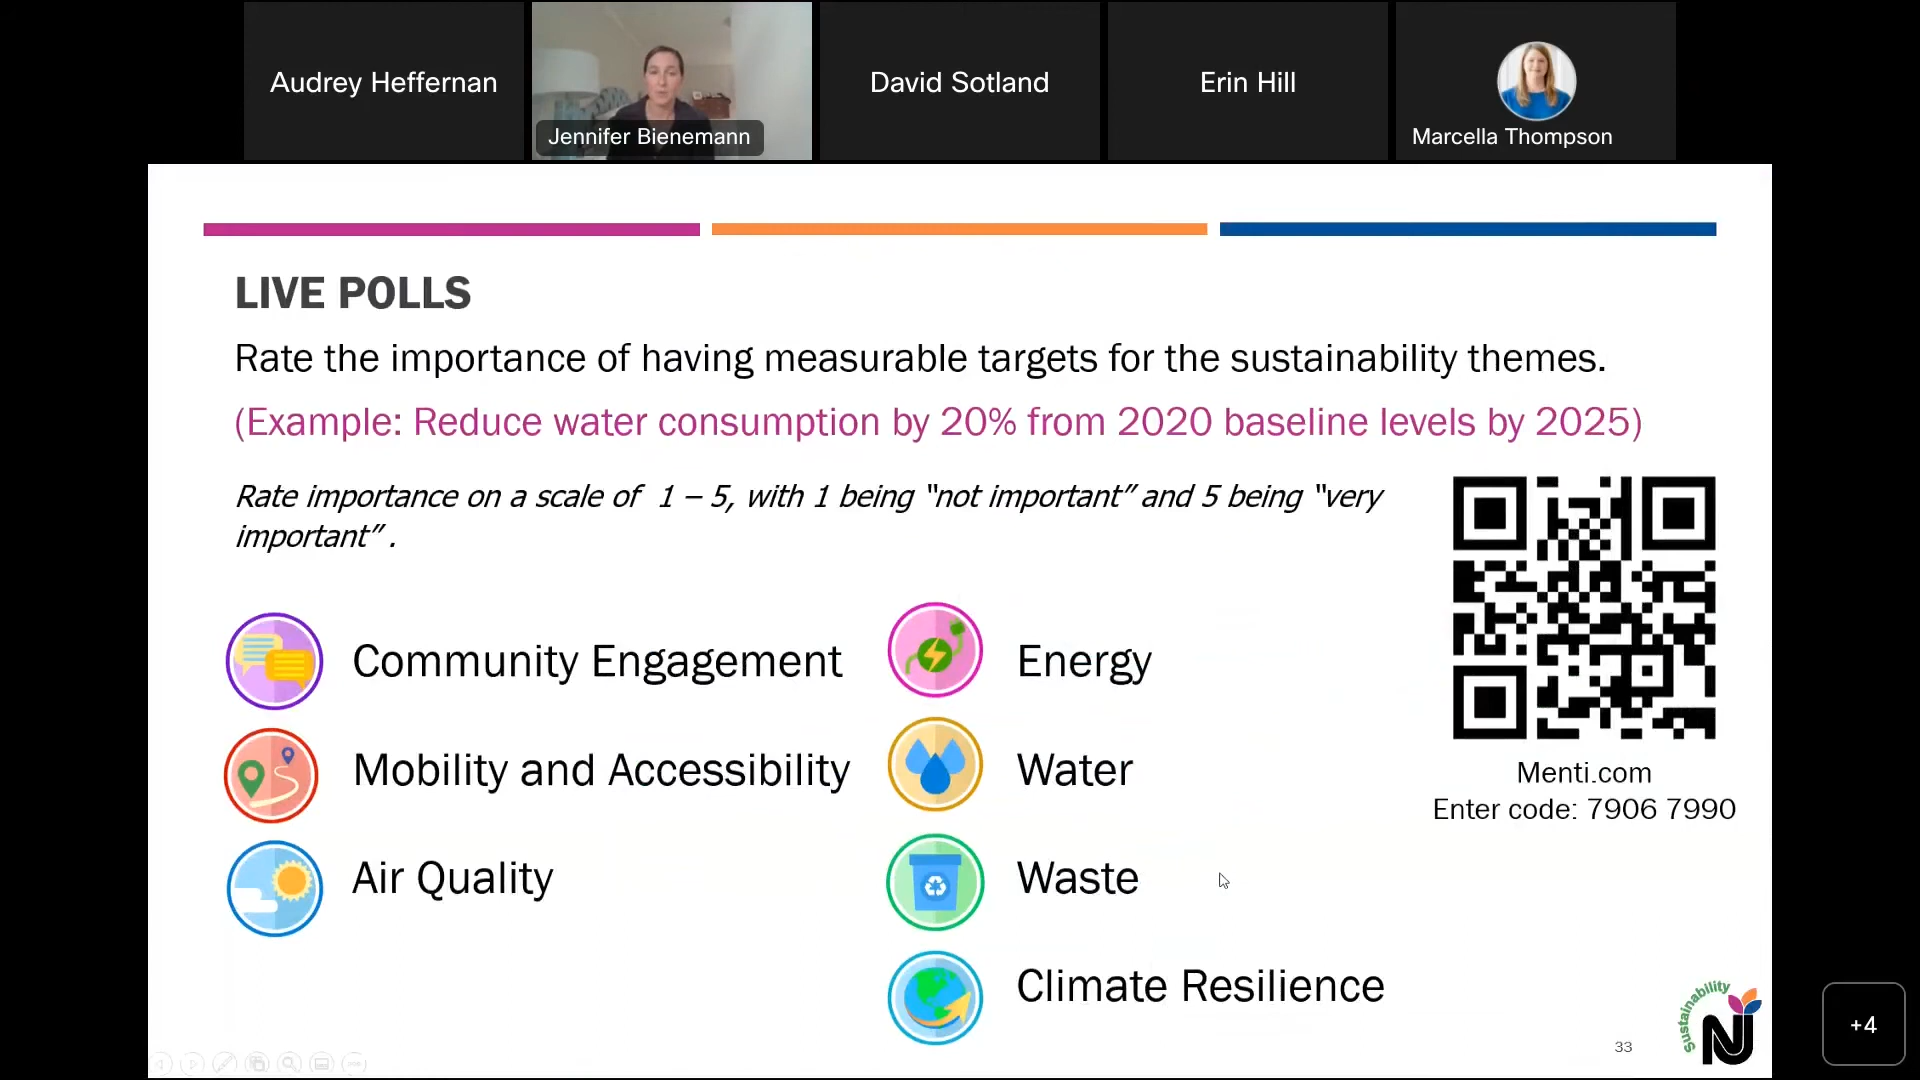 Audrey Heffernan
Jennifer Bienemann
David Sotland
Erin Hill
Marcella Thompson
LIVE POLLS
Rate the importance of having measurable targets for the sustainability themes.
(Example: Reduce water consumption by 20% from 2020 baseline levels by 2025)
Rate importance on a scale of 1 – 5, with 1 being “not important” and 5 being “very
important” .
Community Engagement
Mobility and Accessibility
Air Quality
Energy
Water
Waste
Climate Resilience
Menti.com
Enter code: 7906 7990
33
Sustainability
N
+4